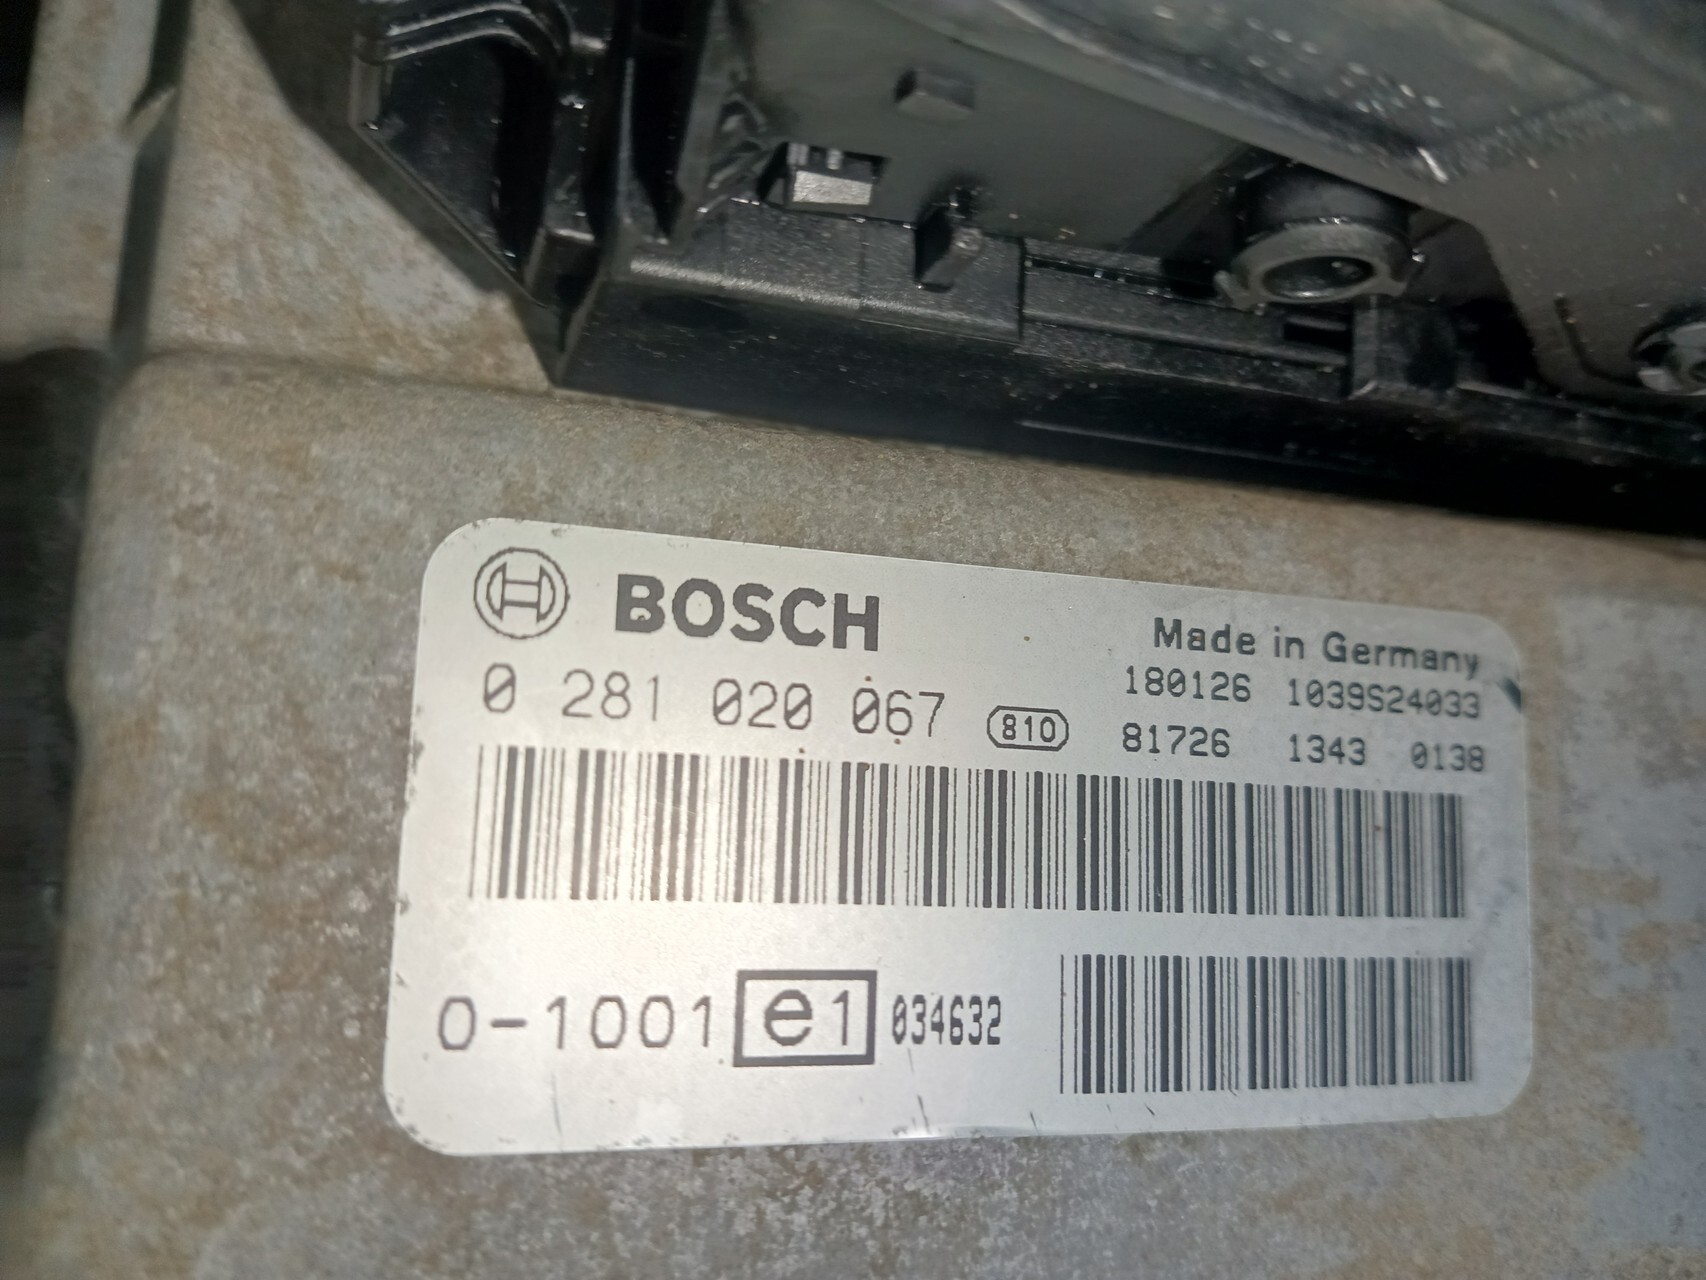 BOSCH
Made in Germany
0 281 020 067 810
180126 1039S24033
81726 1343 0138
0-1001 e1 034632